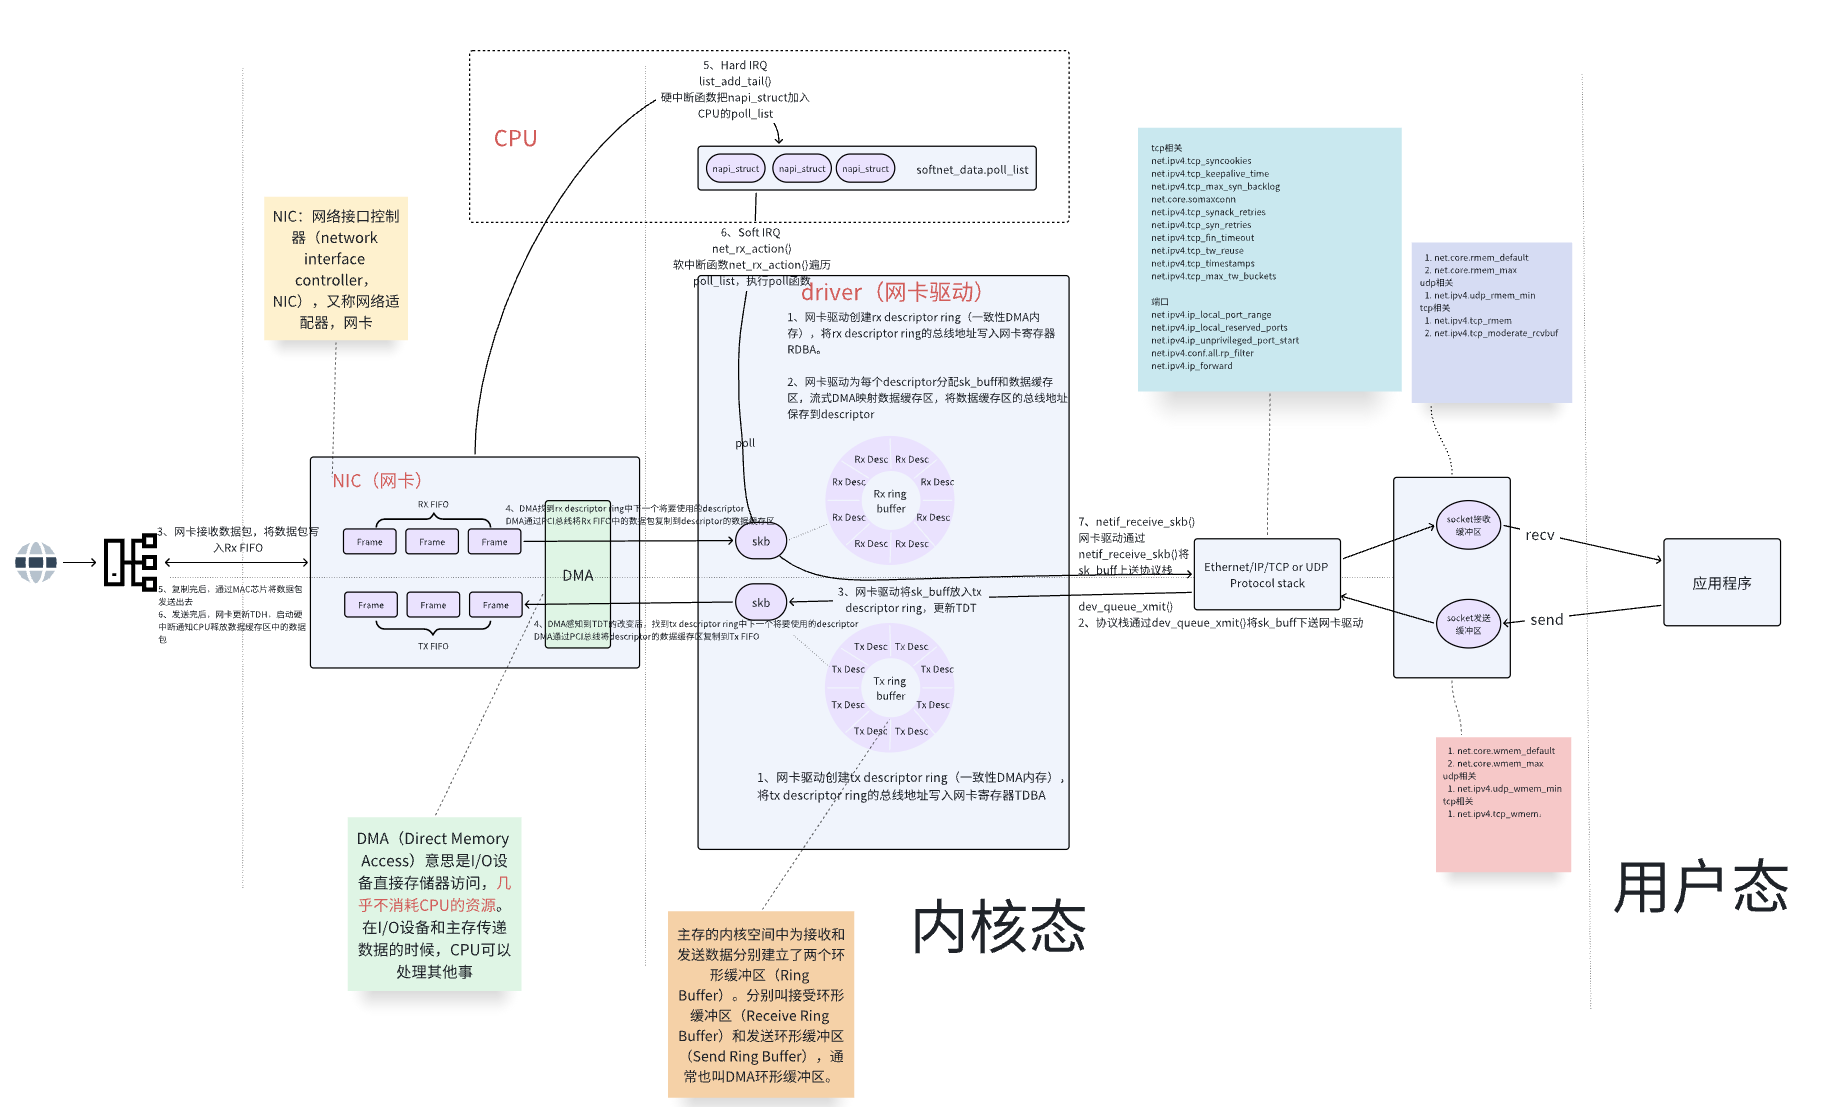 5、Hard IRQ
list_add_tail()
硬中断函数把napi_struct加入
CPU的poll_list
CPU
napi_struct
napi_struct
napi_struct
softnet_data.poll_list
6、Soft IRQ
net_rx_action()
软中断函数net_rx_action()遍历
poll_list，执行poll函数
NIC：网络接口控制
器（network
interface
controller，
NIC），又称网络适
配器，网卡
driver（网卡驱动）
1、网卡驱动创建rx descriptor ring（一致性DMA内
存），将rx descriptor ring的总线地址写入网卡寄存器
RDBA。
2、网卡驱动为每个descriptor分配sk_buff和数据缓存
区，流式DMA映射数据缓存区，将数据缓存区的总线地址
保存到descriptor
poll
Rx Desc
Rx Desc
Rx Desc
Rx Desc
Rx Desc
Rx Desc
Rx Desc
Rx Desc
Rx ring
buffer
NIC（网卡）
RX FIFO
Frame
Frame
Frame
4、DMA找到rx descriptor ring中下一个将要使用的descriptor
DMA通过PCI总线将Rx FIFO中的数据包复制到descriptor的数据缓存区
skb
DMA
3、网卡接收数据包，将数据包写
入Rx FIFO
5、复制完后，通过MAC芯片将数据包
发送出去
6、发送完后，网卡更新TDH，启动硬
中断通知CPU释放数据缓存区中的数据
包
Frame
Frame
Frame
TX FIFO
skb
3、网卡驱动将sk_buff放入tx
descriptor ring，更新TDT
4、DMA感知到TDT的改变后，找到tx descriptor ring中下一个将要使用的descriptor
DMA通过PCI总线将descriptor的数据缓存区复制到Tx FIFO
Tx Desc
Tx Desc
Tx Desc
Tx Desc
Tx Desc
Tx Desc
Tx Desc
Tx Desc
Tx ring
buffer
1、网卡驱动创建tx descriptor ring（一致性DMA内存），
将tx descriptor ring的总线地址写入网卡寄存器TDBA
7、netif_receive_skb()
网卡驱动通过
netif_receive_skb()将
sk_buff上送协议栈
dev_queue_xmit()
2、协议栈通过dev_queue_xmit()将sk_buff下送网卡驱动
Ethernet/IP/TCP or UDP
Protocol stack
tcp相关
net.ipv4.tcp_syncookies
net.ipv4.tcp_keepalive_time
net.ipv4.tcp_max_syn_backlog
net.core.somaxconn
net.ipv4.tcp_synack_retries
net.ipv4.tcp_syn_retries
net.ipv4.tcp_fin_timeout
net.ipv4.tcp_tw_reuse
net.ipv4.tcp_timestamps
net.ipv4.tcp_max_tw_buckets
端口
net.ipv4.ip_local_port_range
net.ipv4.ip_local_reserved_ports
net.ipv4.ip_unprivileged_port_start
net.ipv4.conf.all.rp_filter
net.ipv4.ip_forward
1. net.core.rmem_default
2. net.core.rmem_max
udp相关
1. net.ipv4.udp_rmem_min
tcp相关
1. net.ipv4.tcp_rmem
2. net.ipv4.tcp_moderate_rcvbuf
socket接收
缓冲区
recv
socket发送
缓冲区
send
应用程序
1. net.core.wmem_default
2. net.core.wmem_max
udp相关
1. net.ipv4.udp_wmem_min
tcp相关
1. net.ipv4.tcp_wmem.
DMA（Direct Memory
Access）意思是I/O设
备直接存储器访问，几
乎不消耗CPU的资源。
在I/O设备和主存传递
数据的时候，CPU可以
处理其他事
主存的内核空间中为接收和
发送数据分别建立了两个环
形缓冲区（Ring
Buffer）。分别叫接受环形
缓冲区（Receive Ring
Buffer）和发送环形缓冲区
（Send Ring Buffer），通
常也叫DMA环形缓冲区。
内核态
用户态